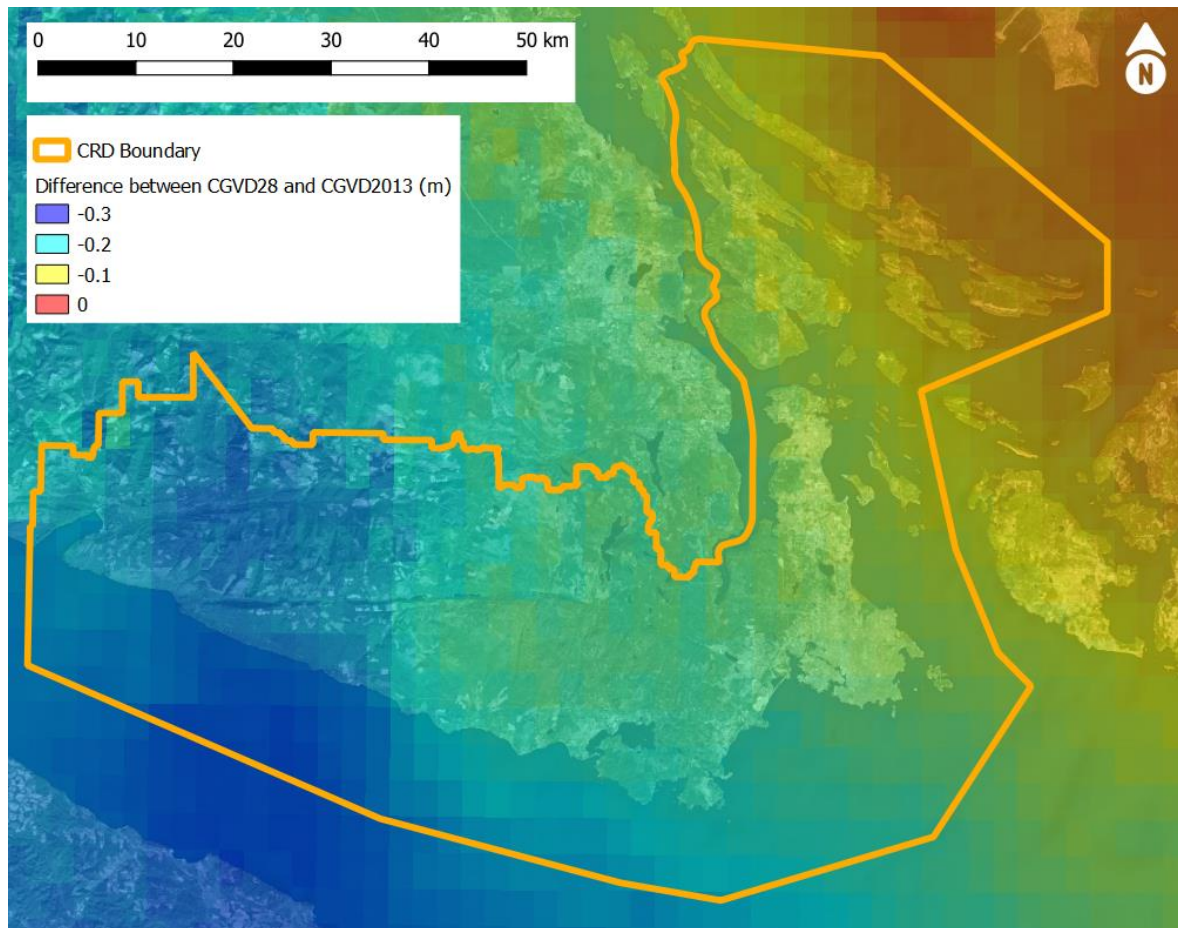 0 10 20 30 40 50 km
N
CRD Boundary
Difference between CGVD28 and CGVD2013 (m)
-0.3
-0.2
-0.1
0